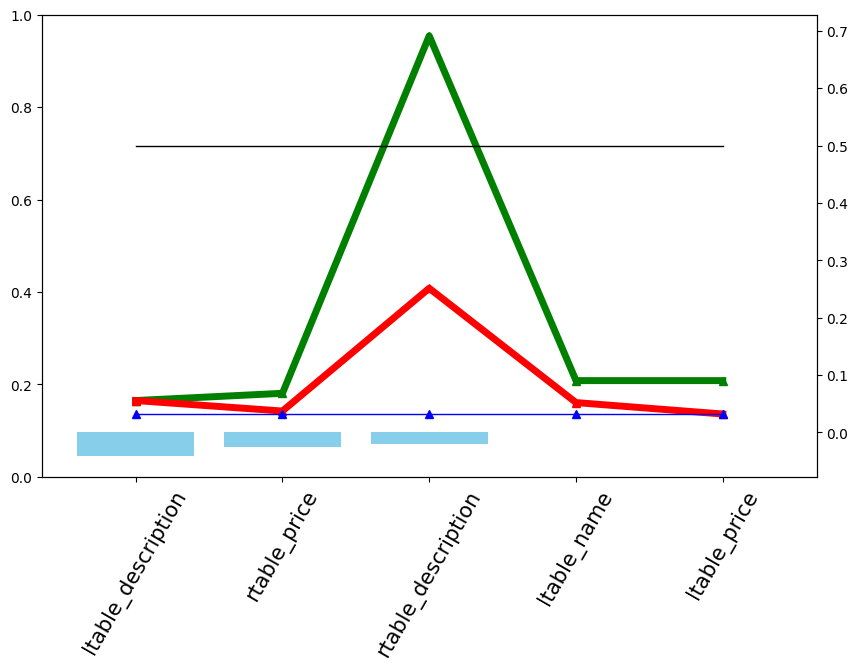 1.0
0.8
0.6
0.4
0.2
0.0
0.7
0.6
0.5
0.4
0.3
0.2
0.1
0.0
ltable_description
rtable_price
rtable_description
ltable_name
ltable_price